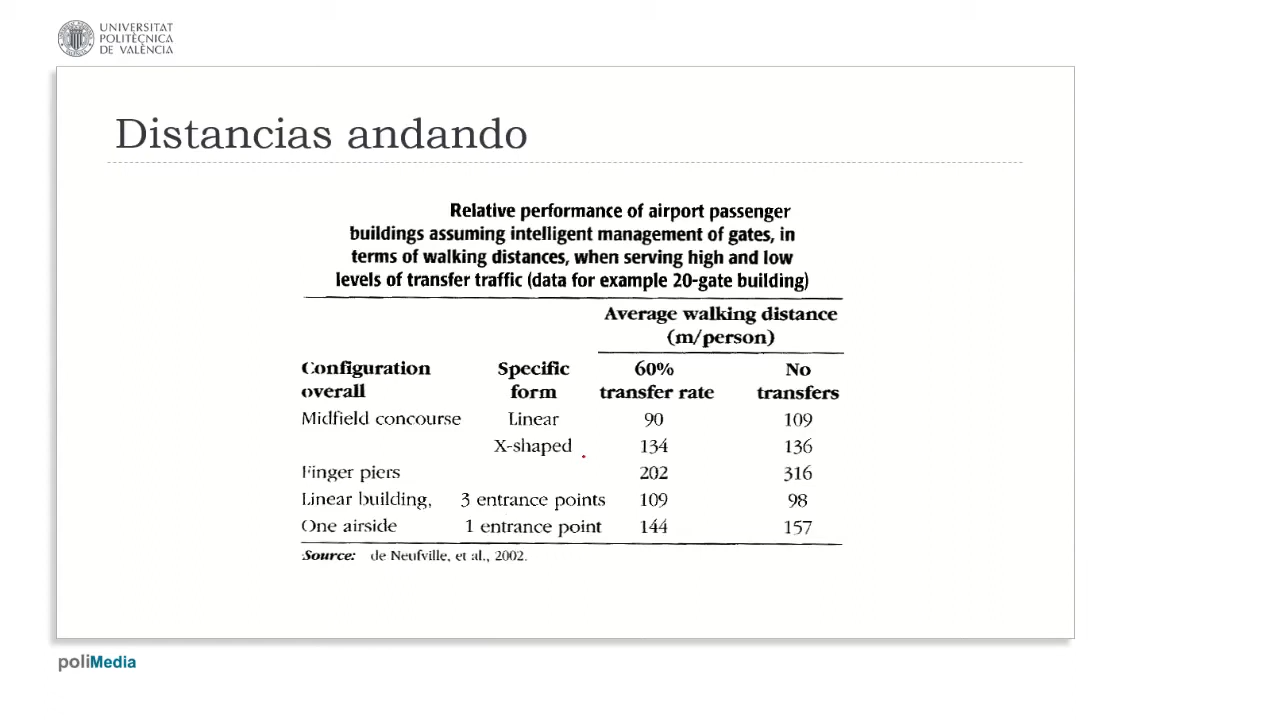 UNIVERSITAT
POLITÈCNICA
DE VALÈNCIA
Distancias andando
Relative performance of airport passenger
buildings assuming intelligent management of gates, in
terms of walking distances, when serving high and low
levels of transfer traffic (data for example 20-gate building)
Average walking distance
(m/person)
Configuration Specific 60% No
overall form transfer rate transfers
Midfield concourse Linear 90 109
X-shaped 134 136
Finger piers 202 316
Linear building, 3 entrance points 109 98
One airside 1 entrance point 144 157
Source: de Neufville, et al., 2002.
poliMedia